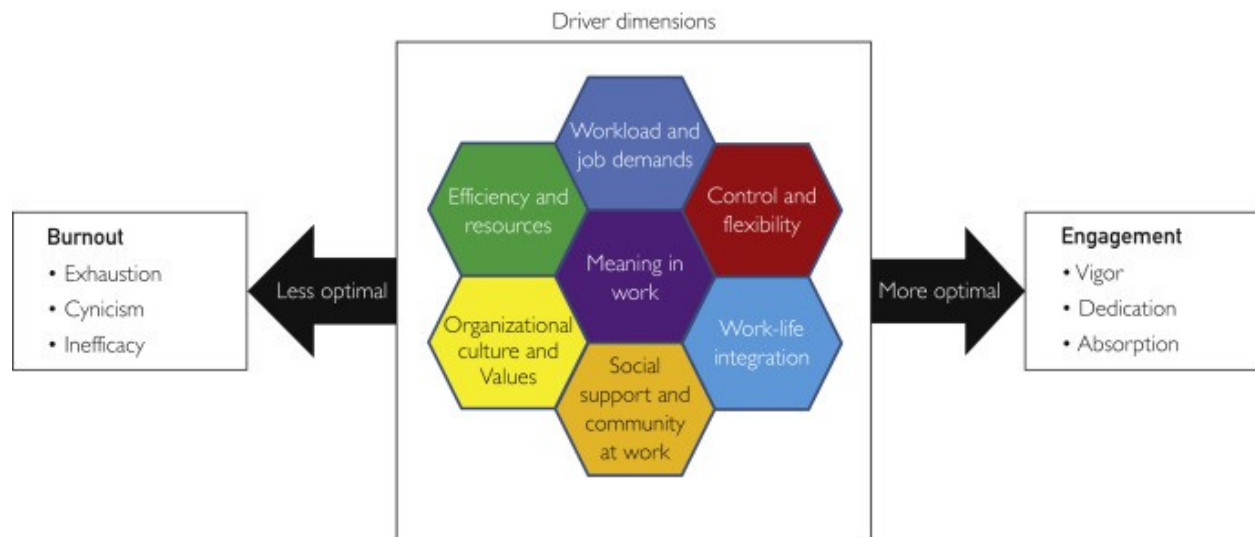 Driver dimensions
Workload and
job demands
Efficiency and
resources
Control and
flexibility
Meaning in
work
Organizational
culture and
Values
Work-life
integration
Social
support and
community
at work
Burnout
• Exhaustion
• Cynicism
• Inefficacy
Less optimal
More optimal
Engagement
• Vigor
• Dedication
• Absorption